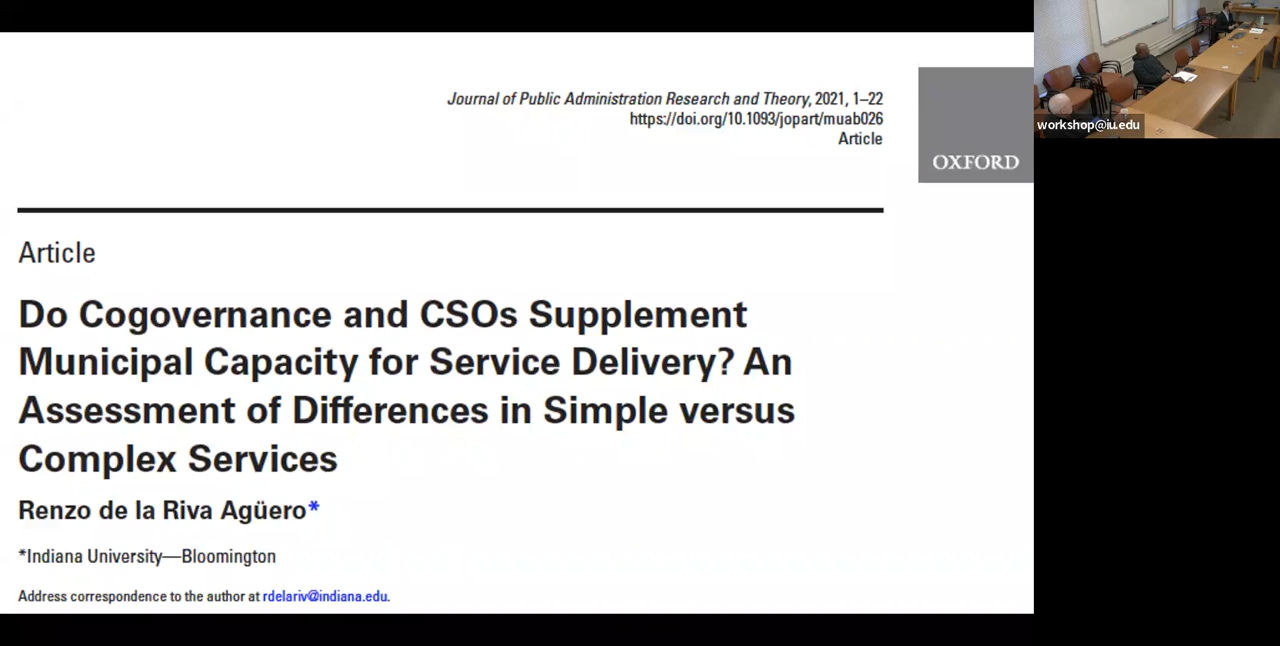 Journal of Public Administration Research and Theory, 2021, 1–22
https://doi.org/10.1093/jopart/muab026
Article
OXFORD
workshop@iu.edu
Article
Do Cogovernance and CSOs Supplement
Municipal Capacity for Service Delivery? An
Assessment of Differences in Simple versus
Complex Services
Renzo de la Riva Agüero*
*Indiana University—Bloomington
Address correspondence to the author at rdelariv@indiana.edu.